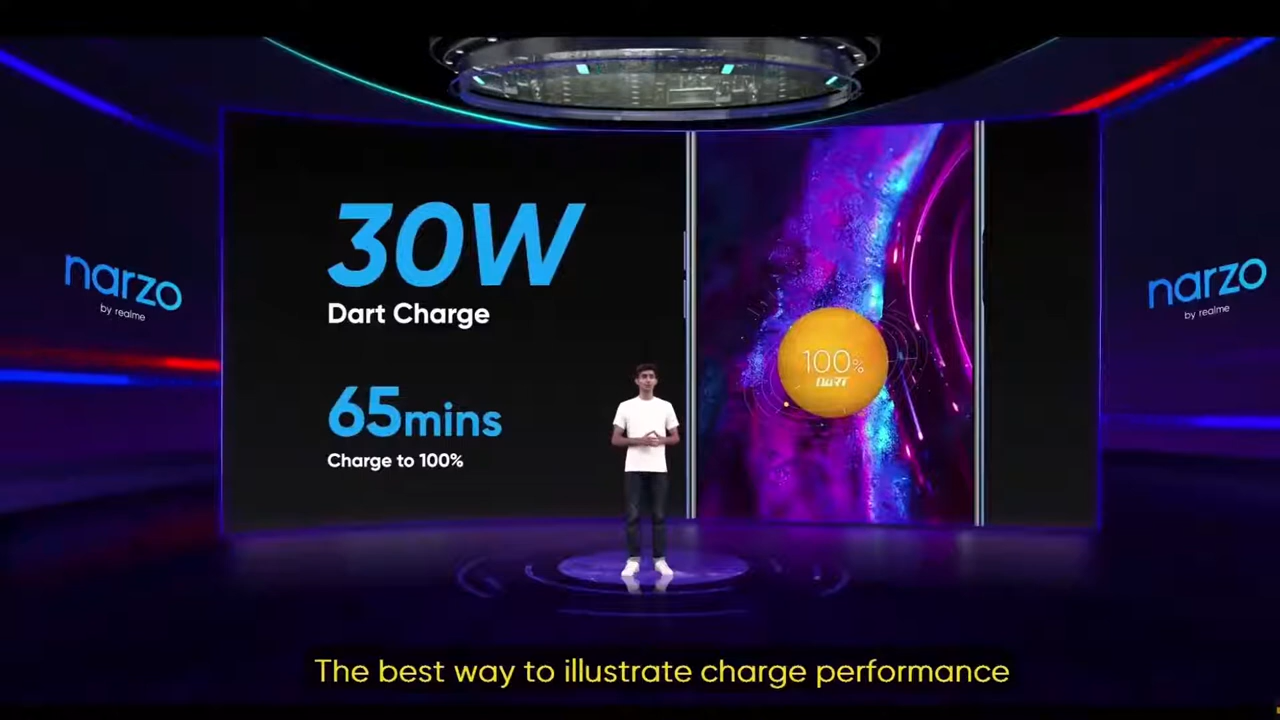 30W
Dart Charge
65mins
Charge to 100%
narzo
by realme
100%
DART
narzo
by realme
The best way to illustrate charge performance